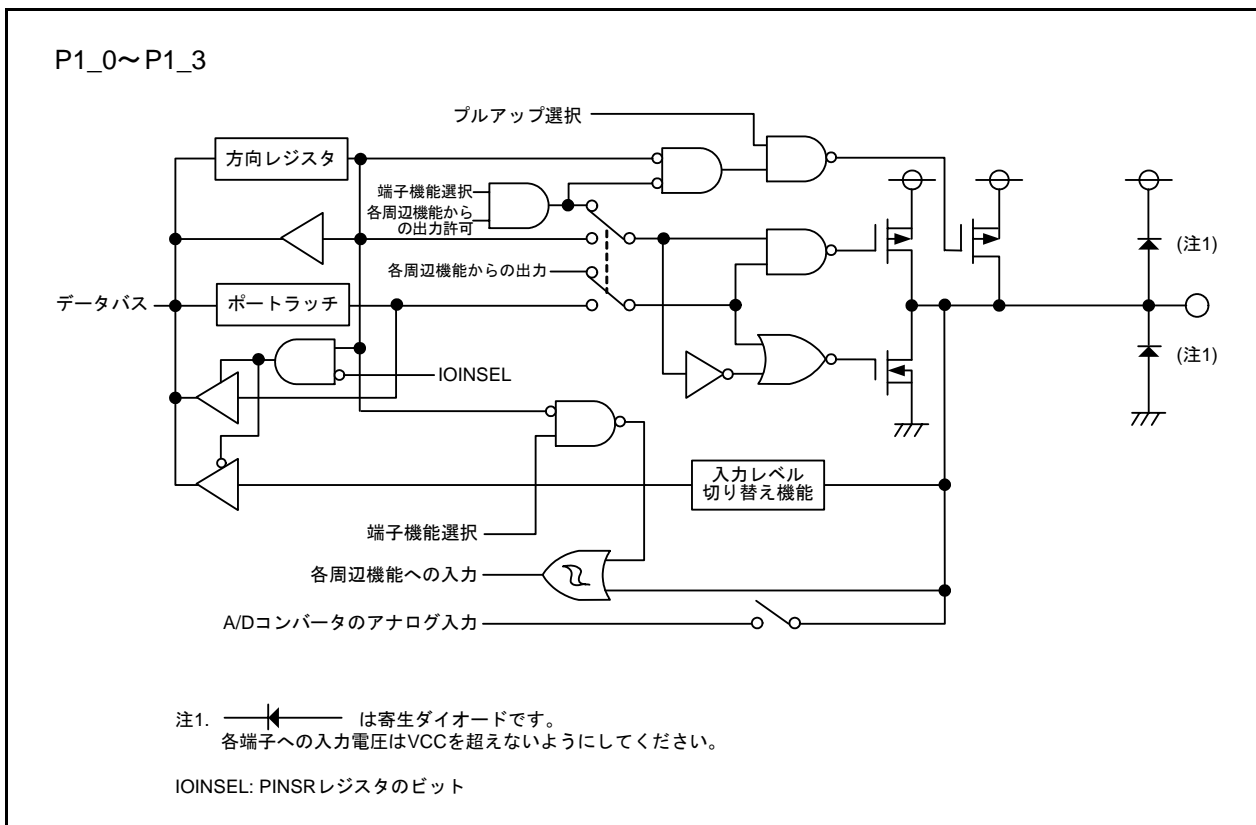 P1_0～P1_3
プルアップ選択
方向レジスタ
端子機能選択
各周辺機能から
の出力許可
(注1)
各周辺機能からの出力
データバス
ポートラッチ
(注1)
IOINSEL
入力レベル
切り替え機能
端子機能選択
各周辺機能への入力
A/Dコンバータのアナログ入力
注1. は寄生ダイオードです。
各端子への入力電圧はVCCを超えないようにしてください。
IOINSEL: PINSRレジスタのビット